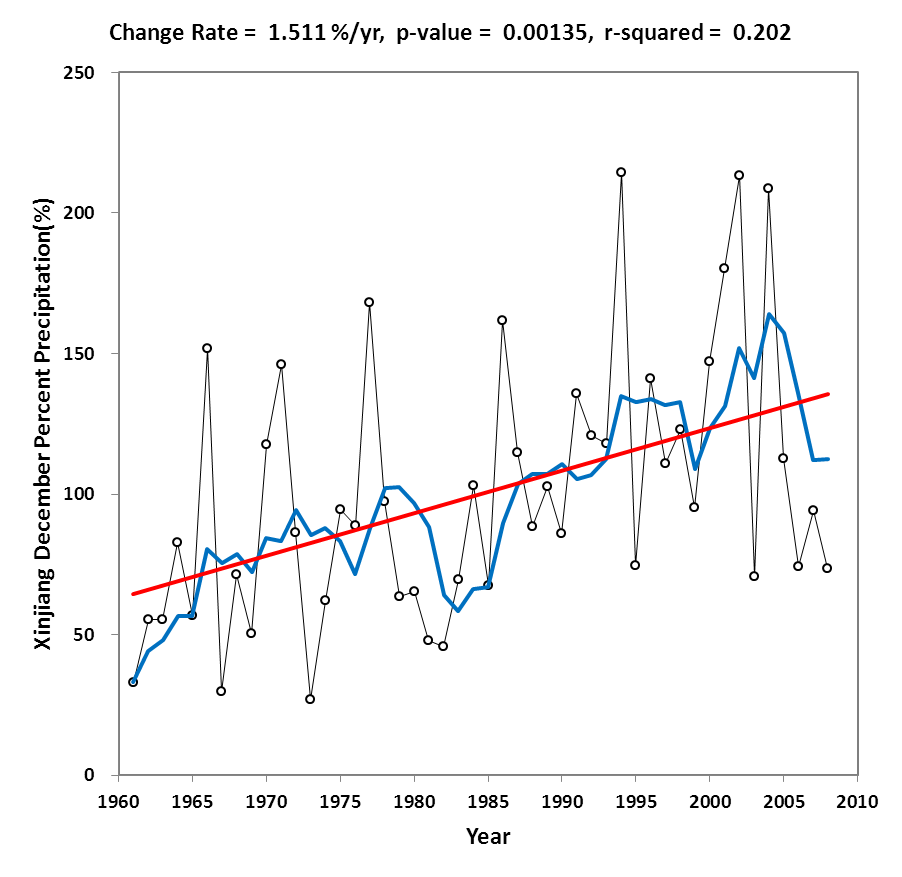 Change Rate = 1.511 %/yr, p-value = 0.00135, r-squared = 0.202
250
200
150
100
50
0
Xinjiang December Percent Precipitation(%)
1960 1965 1970 1975 1980 1985 1990 1995 2000 2005 2010
Year